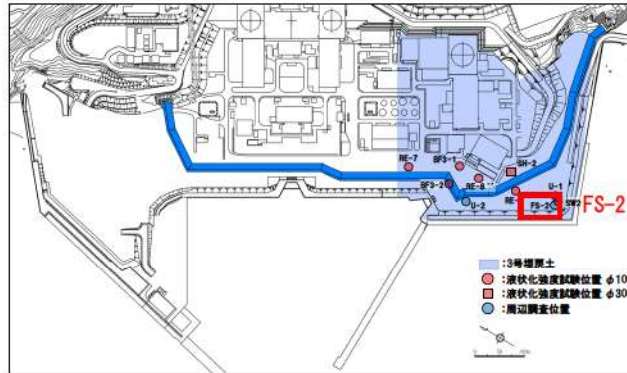 RE-7
BF3-1
SH-2
RE-8
BF3-2
U-1
RE-
U-2
FS-2
SW2
FS-2
:3号埋戻土
:液状化強度試験位置 φ10
:液状化強度試験位置 φ30
:周辺調査位置